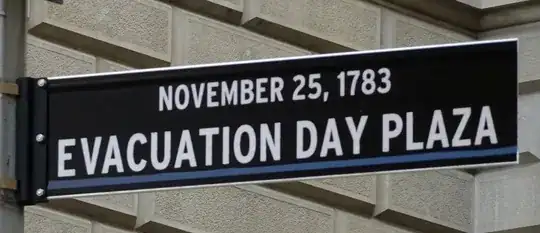 NOVEMBER 25, 1783
EVACUATION DAY PLAZA